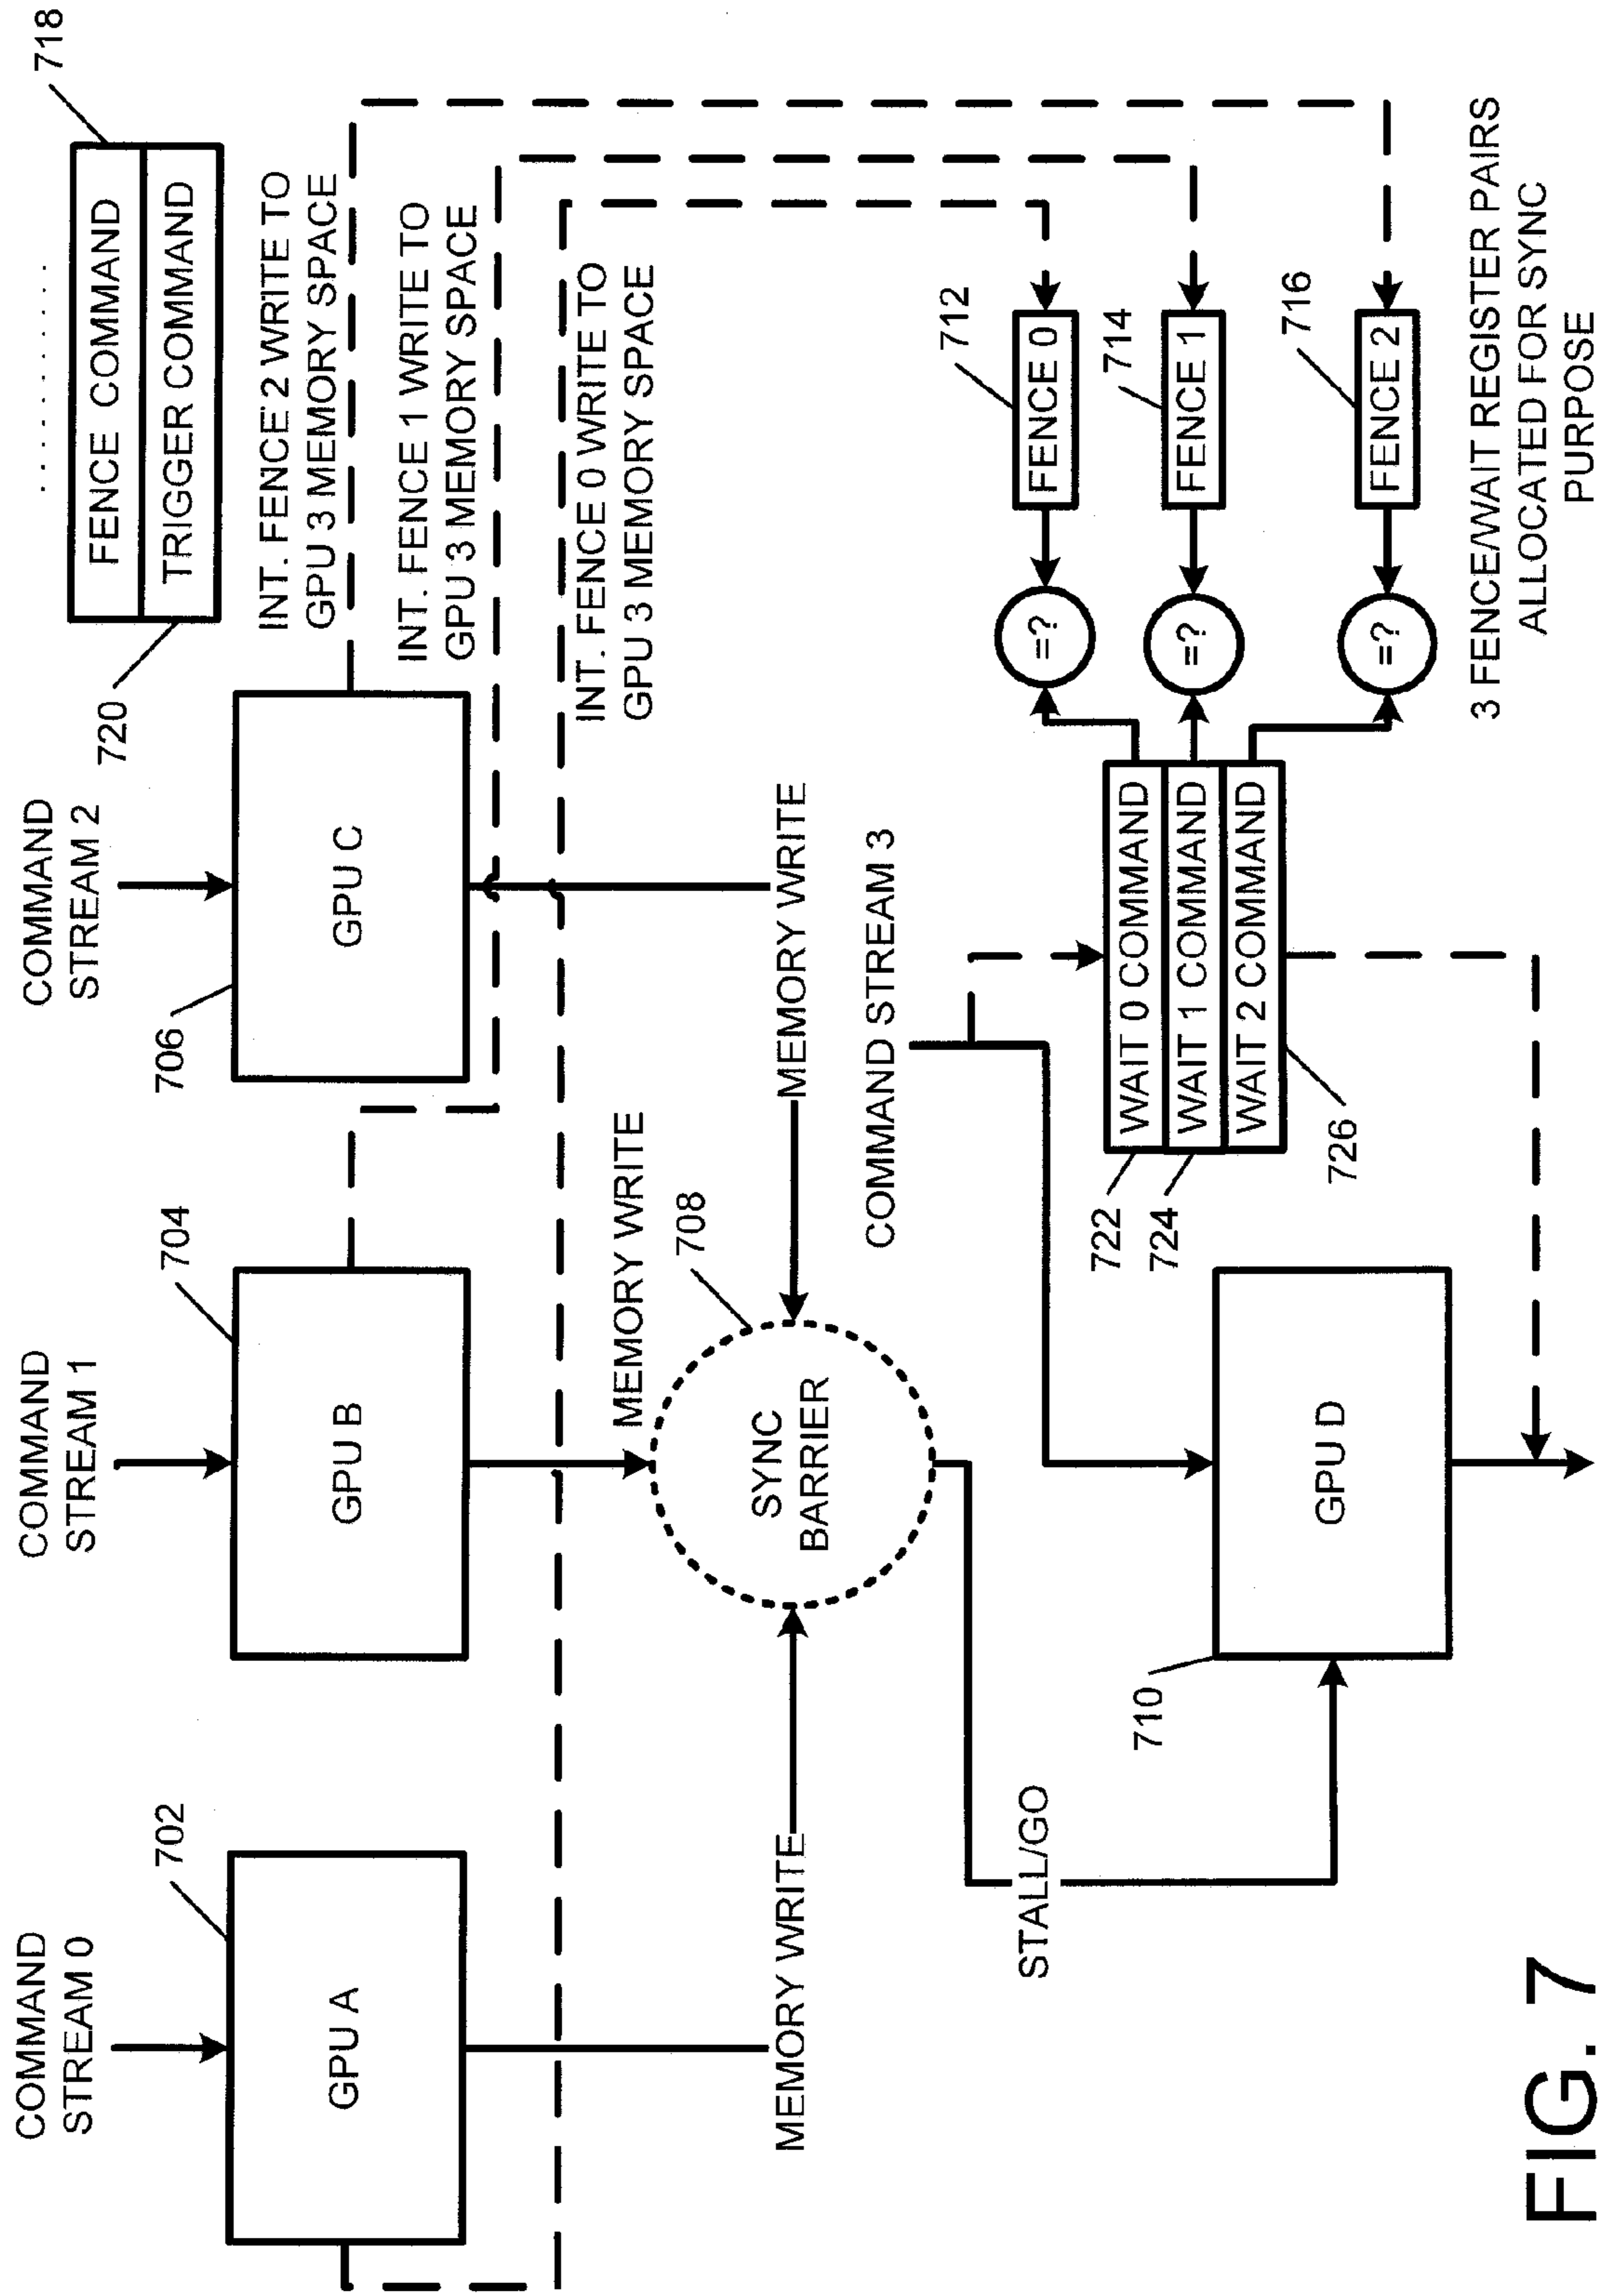 COMMAND
STREAM 0
702
GPU A
COMMAND
STREAM 1
704
GPU B
COMMAND
STREAM 2
706
GPU C
718
FENCE COMMAND
TRIGGER COMMAND
720
INT. FENCE 2 WRITE TO
GPU 3 MEMORY SPACE
INT. FENCE 1 WRITE TO
GPU 3 MEMORY SPACE
INT. FENCE 0 WRITE TO
GPU 3 MEMORY SPACE
MEMORY WRITE
MEMORY WRITE
MEMORY WRITE
708
SYNC
BARRIER
STALL/GO
COMMAND STREAM 3
710
GPU D
722
724
726
WAIT 0 COMMAND
WAIT 1 COMMAND
WAIT 2 COMMAND
=?
=?
=?
712
FENCE 0
714
FENCE 1
716
FENCE 2
3 FENCE/WAIT REGISTER PAIRS
ALLOCATED FOR SYNC
PURPOSE
FIG. 7